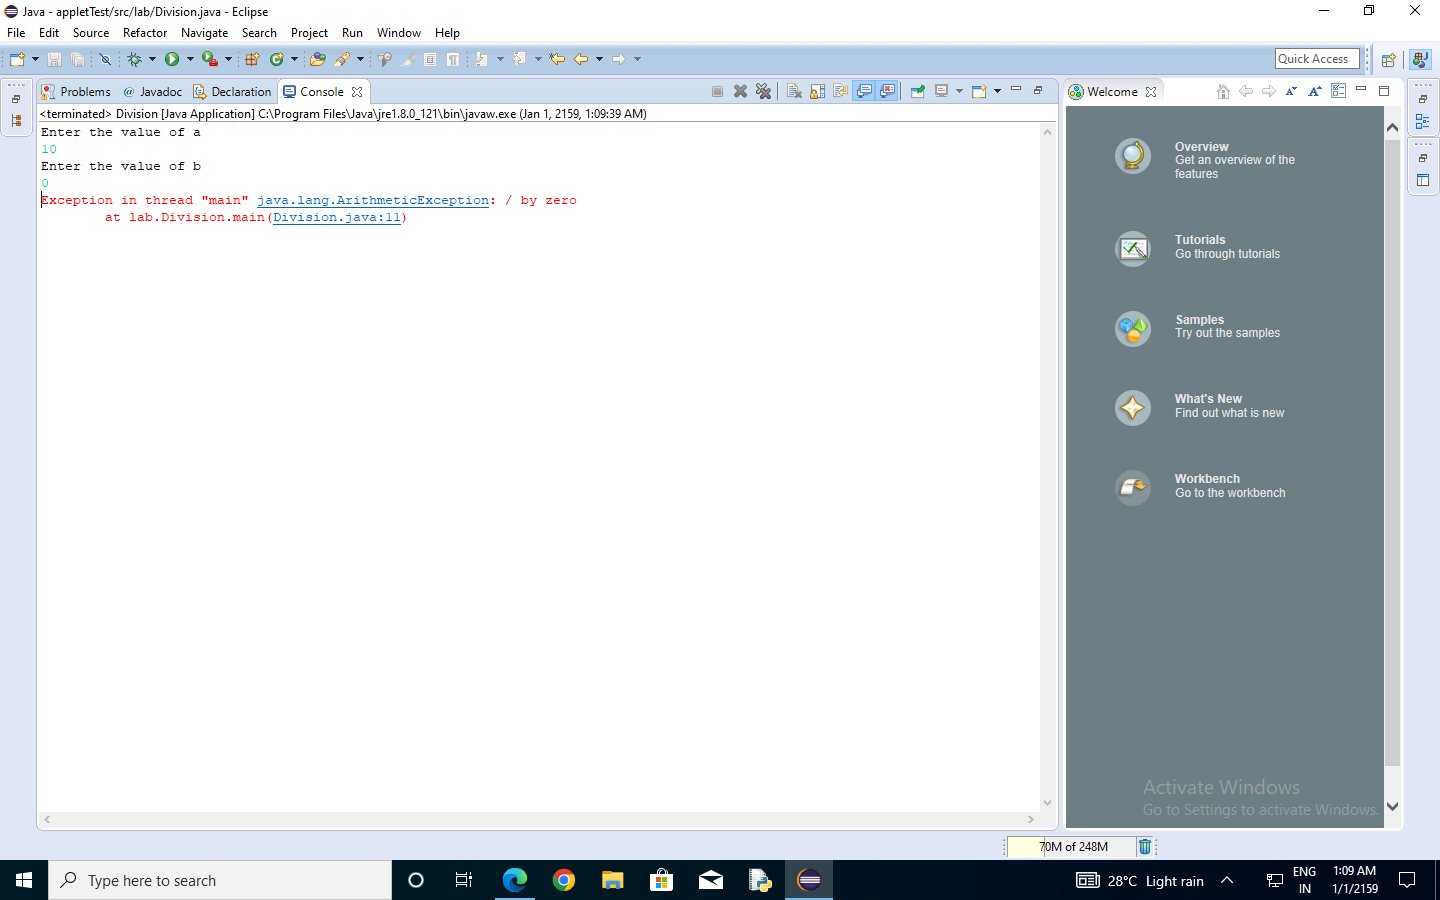 Java - appletTest/src/lab/Division.java - Eclipse
File Edit Source Refactor Navigate Search Project Run Window Help
Quick Access
Problems @ Javadoc Declaration Console
Welcome
<terminated> Division [Java Application] C:\Program Files\Java\jre1.8.0_121\bin\javaw.exe (Jan 1, 2159, 1:09:39 AM)
Enter the value of a
10
Enter the value of b
0
Exception in thread "main" java.lang.ArithmeticException: / by zero
at lab.Division.main(Division.java:11)
Overview
Get an overview of the
features
Tutorials
Go through tutorials
Samples
Try out the samples
What's New
Find out what is new
Workbench
Go to the workbench
Activate Windows
Go to Settings to activate Windows.
70M of 248M
Type here to search
28°C Light rain
ENG
IN
1:09 AM
1/1/2159